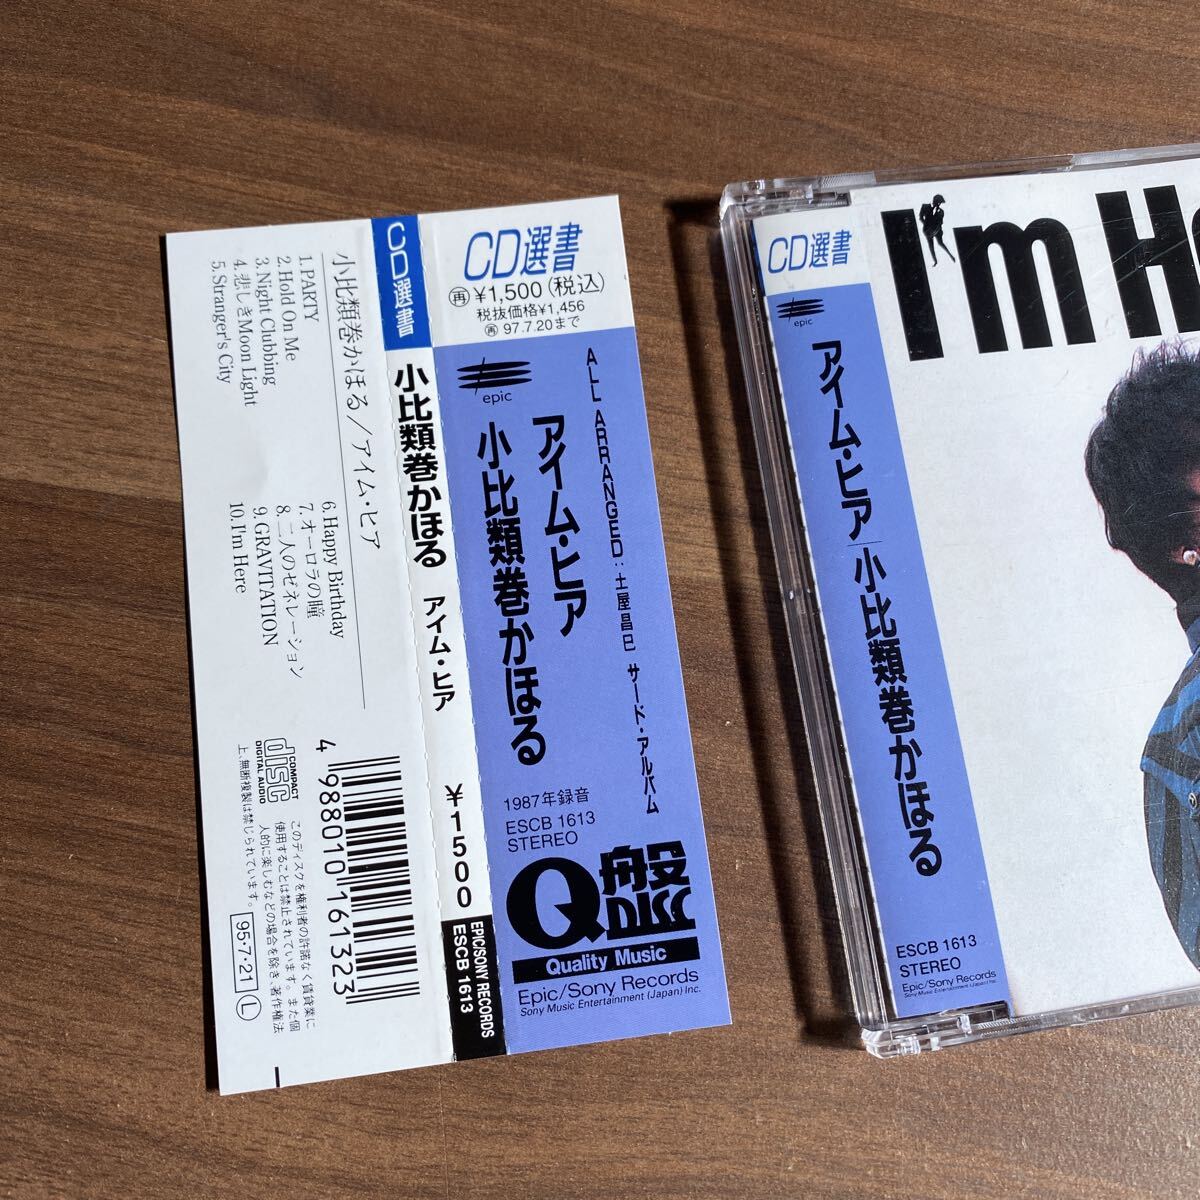 小比類巻かほる/アイム・ヒア
1.PARTY
2.Hold On Me
3.Night Clubbing
4.悲しきMoon Light
5.Stranger's City
6.Happy Birthday
7.オーロラの瞳
8.二人のゼネレーション
9.GRAVITATION
10.I'm Here
4 988010 161323
COMPACT
disc
DIGITAL AUDIO
このディスクを権利者の許諾なく賃貸業に
使用することは禁止されています。また個
人的に楽しむなどの場合を除き、著作権法
上、無断複製は禁じられています。
95・7・21
L
CD選書
小比類巻かほる
アイム・ヒア
¥1500
EPIC/SONY RECORDS
ESCB 1613
CD選書
再 ¥1,500(税込)
税抜価格¥1,456
再 97.7.20まで
epic
ALL ARRANGED:土屋昌巳 サード・アルバム
アイム・ヒア
小比類巻かほる
1987年録音
ESCB 1613
STEREO
Q盤
DISC
Quality Music
Epic/Sony Records
Sony Music Entertainment (Japan) Inc.
CD選書
epic
アイム・ヒア|小比類巻かほる
ESCB 1613
STEREO
Epic/Sony Records
Sony Music Entertainment (Japan) Inc.
I'm He